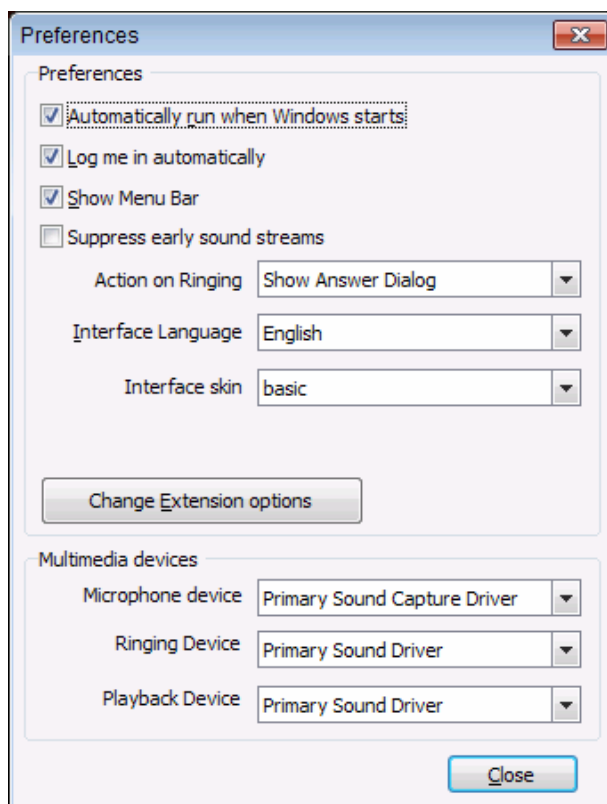 Preferences
Preferences
Automatically run when Windows starts
Log me in automatically
Show Menu Bar
Suppress early sound streams
Action on Ringing Show Answer Dialog
Interface Language English
Interface skin basic
Change Extension options
Multimedia devices
Microphone device Primary Sound Capture Driver
Ringing Device Primary Sound Driver
Playback Device Primary Sound Driver
Close